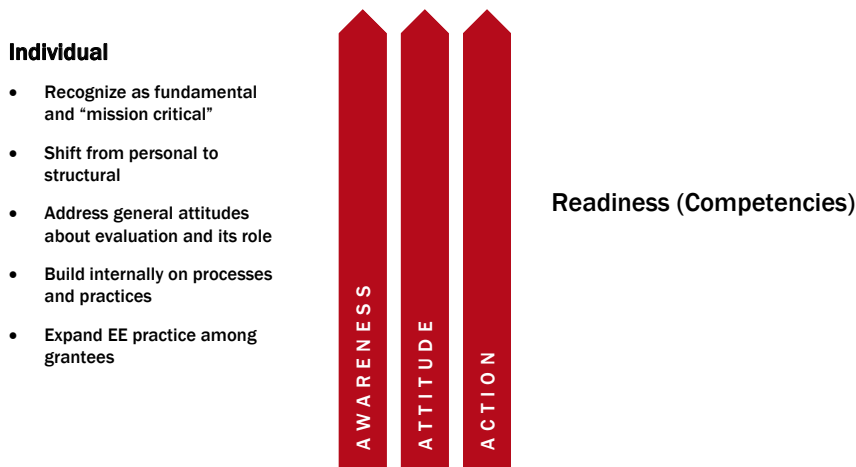 Individual
• Recognize as fundamental
and “mission critical”
• Shift from personal to
structural
• Address general attitudes
about evaluation and its role
• Build internally on processes
and practices
• Expand EE practice among
grantees
AWARENESS
ATTITUDE
ACTION
Readiness (Competencies)